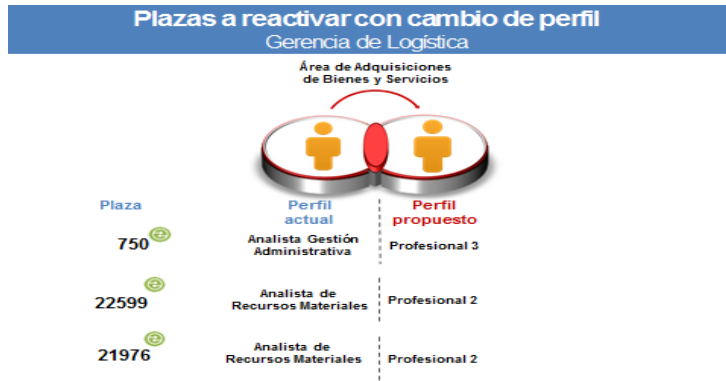 Plazas a reactivar con cambio de perfil
Gerencia de Logística
Área de Adquisiciones
de Bienes y Servicios
Plaza
Perfil
actual
Perfil
propuesto
750
Analista Gestión
Administrativa
Profesional 3
22599
Analista de
Recursos Materiales
Profesional 2
21976
Analista de
Recursos Materiales
Profesional 2